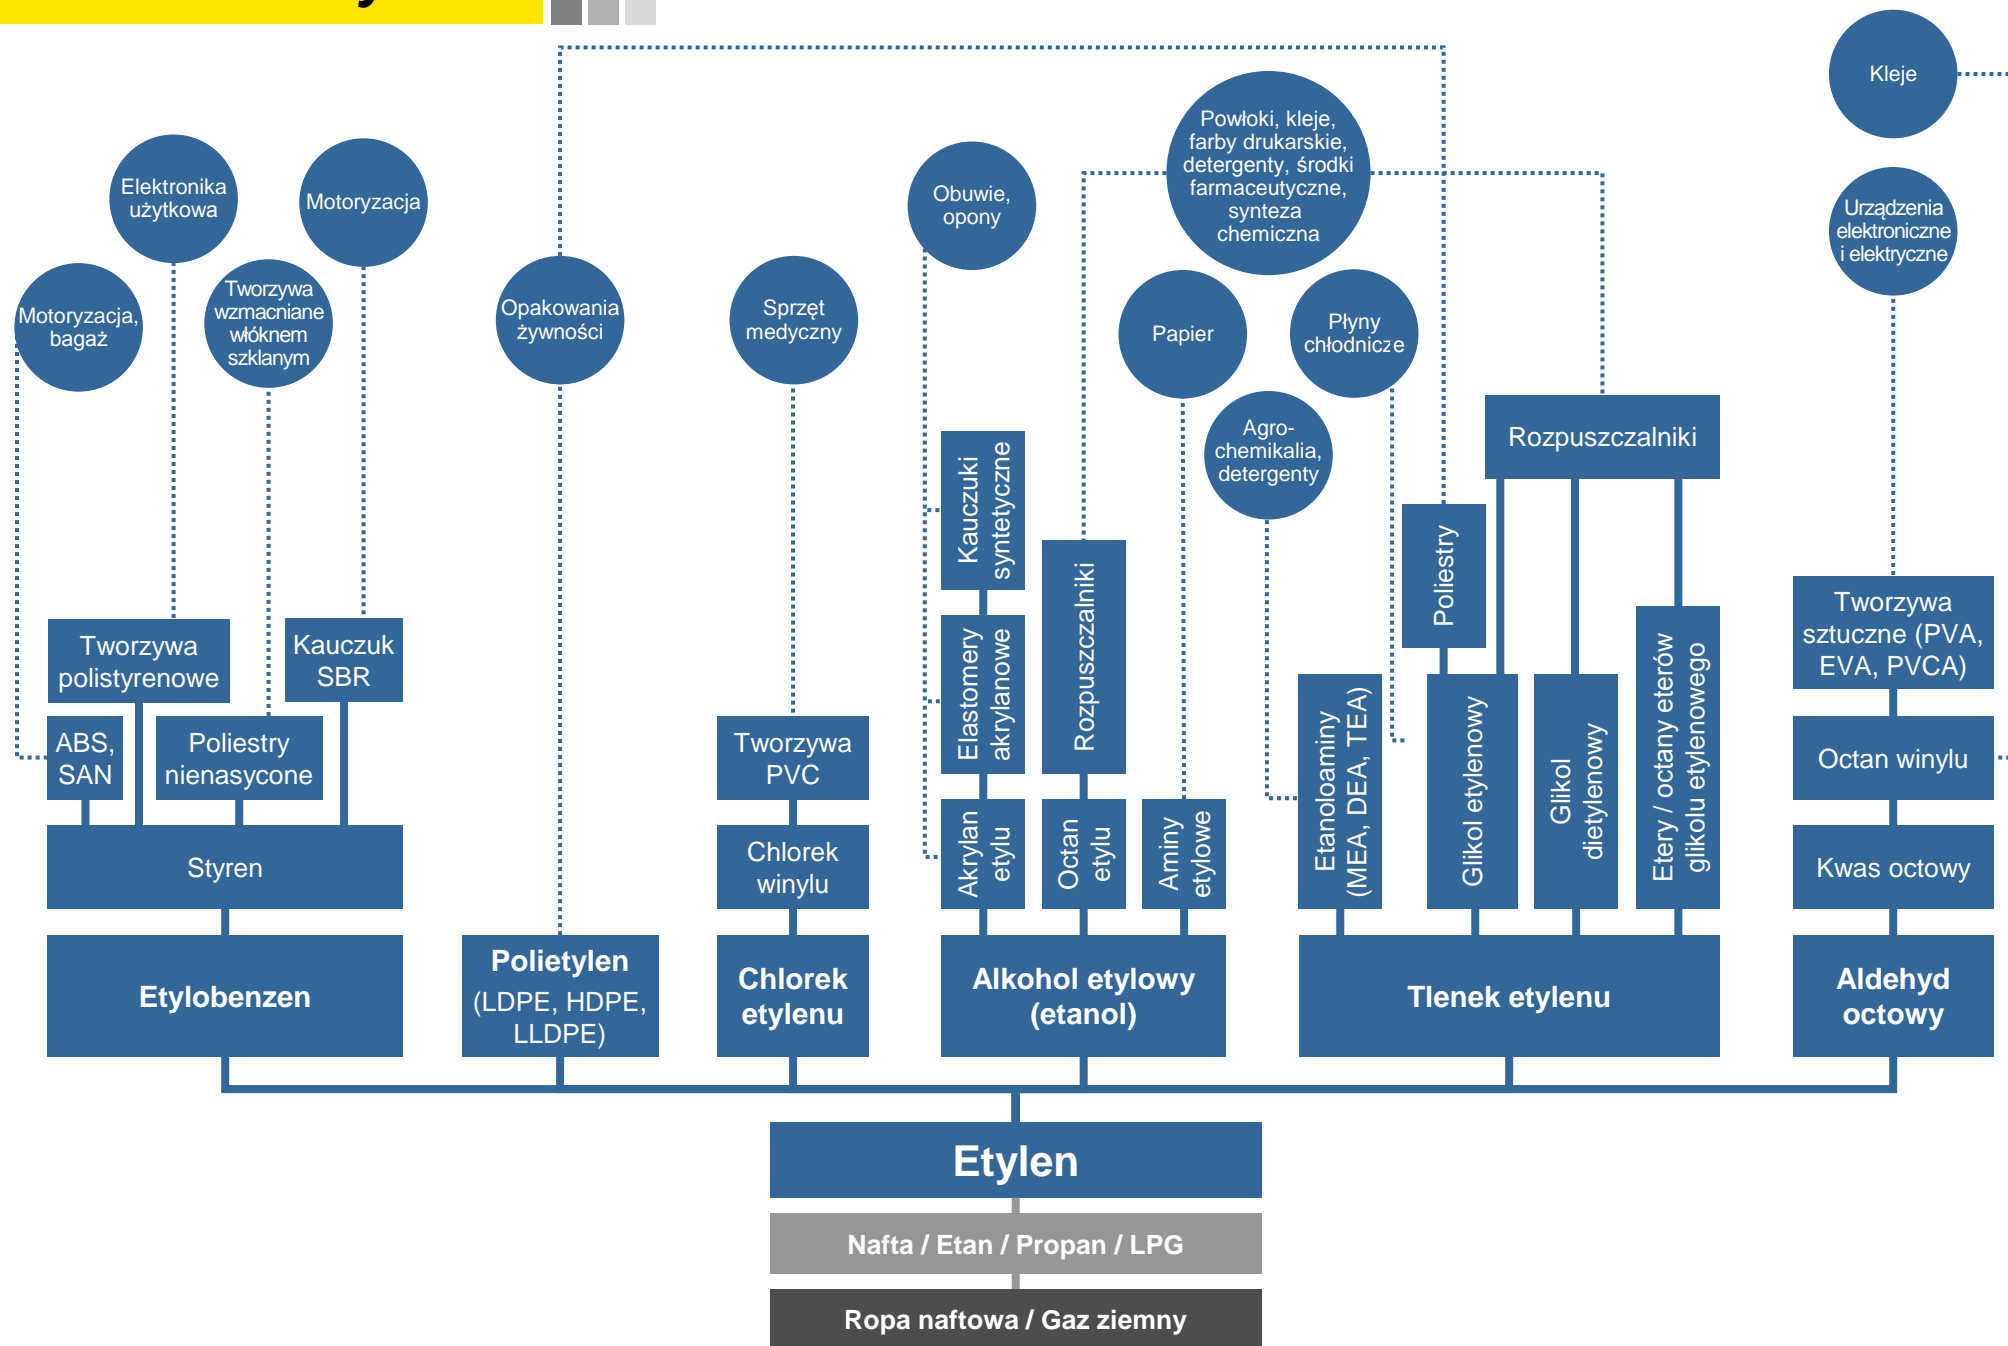 Kleje
Powłoki, kleje,
farby drukarskie,
detergenty, środki
farmaceutyczne,
synteza
chemiczna
Elektronika
użytkowa
Motoryzacja
Obuwie,
opony
Urządzenia
elektroniczne
i elektryczne
Motoryzacja,
bagaż
Tworzywa
wzmacniane
włóknem
szklanym
Opakowania
żywności
Sprzęt
medyczny
Papier
Płyny
chłodnicze
Agro-
chemikalia,
detergenty
Rozpuszczalniki
Kauczuki
syntetyczne
Poliestry
Tworzywa
polistyrenowe
Kauczuk
SBR
Elastomery
akrylanowe
Rozpuszczalniki
Tworzywa
sztuczne (PVA,
EVA, PVCA)
ABS,
SAN
Poliestry
nienasycone
Tworzywa
PVC
Etanoloaminy
(MEA, DEA, TEA)
Glikol etylenowy
Glikol
dietylenowy
Etery / octany eterów
glikolu etylenowego
Octan winylu
Styren
Chlorek
winylu
Akrylan
etylu
Octan
etylu
Aminy
etylowe
Kwas octowy
Etylobenzen
Polietylen
(LDPE, HDPE,
LLDPE)
Chlorek
etylenu
Alkohol etylowy
(etanol)
Tlenek etylenu
Aldehyd
octowy
Etylen
Nafta / Etan / Propan / LPG
Ropa naftowa / Gaz ziemny